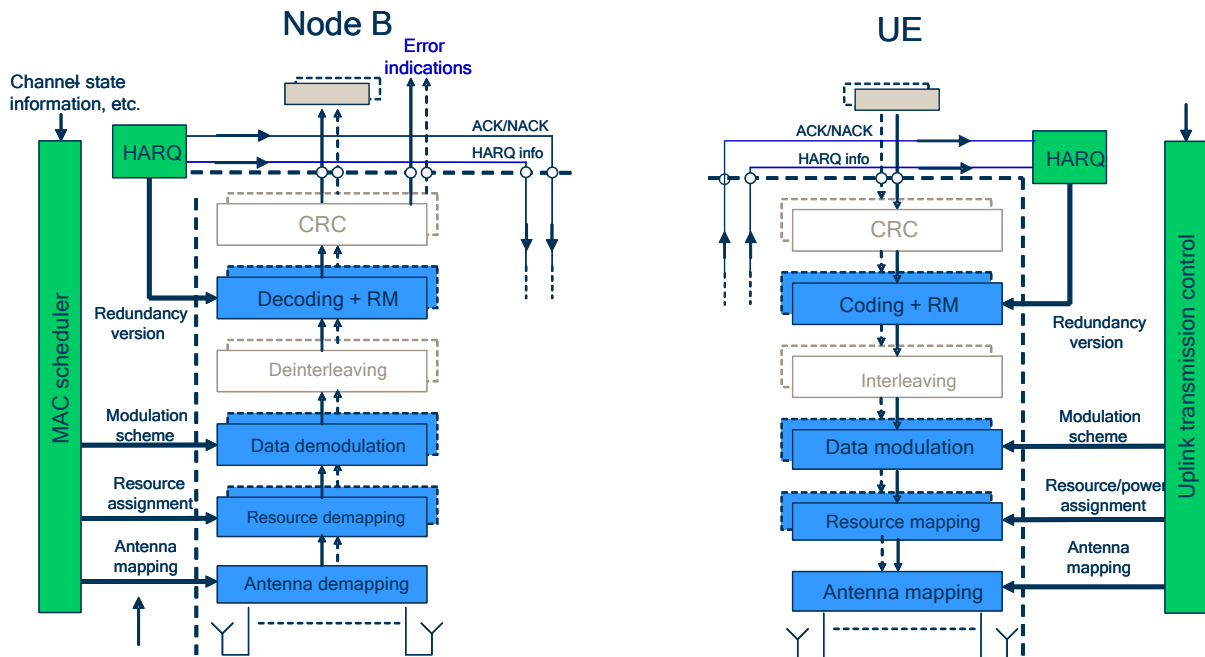 Node B
UE
Error
indications
Channel state
information, etc.
ACK/NACK
HARQ
HARQ info
CRC
Decoding + RM
Redundancy
version
Deinterleaving
MAC scheduler
Modulation
scheme
Data demodulation
Resource
assignment
Resource demapping
Antenna
mapping
Antenna demapping
ACK/NACK
HARQ info
HARQ
CRC
Coding + RM
Redundancy
version
Interleaving
Uplink transmission control
Modulation
scheme
Data modulation
Resource/power
assignment
Resource mapping
Antenna
mapping
Antenna mapping